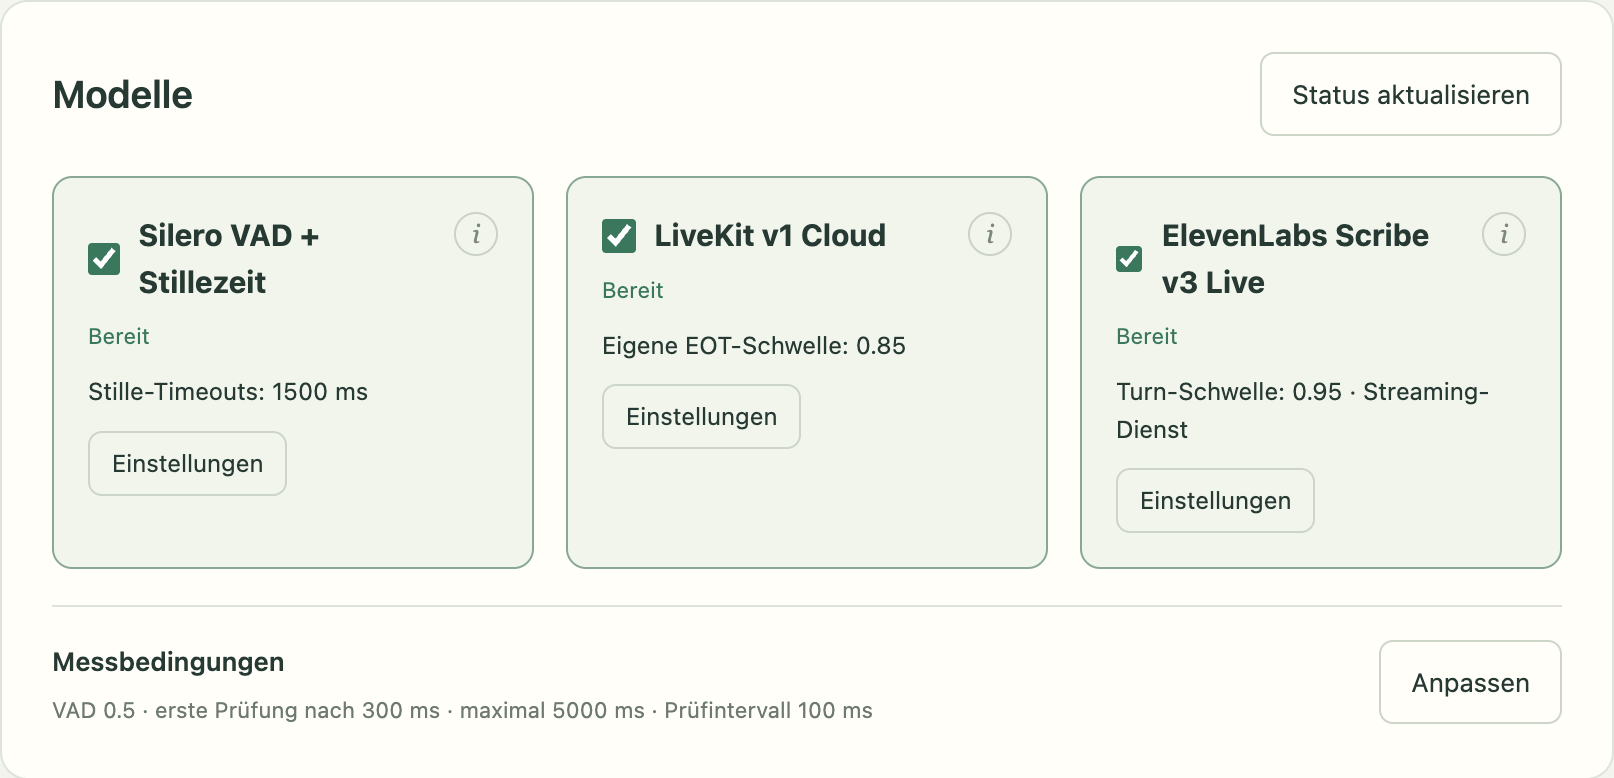 Modelle
Status aktualisieren
Silero VAD +
Stillezeit
i
Bereit
Stille-Timeouts: 1500 ms
Einstellungen
LiveKit v1 Cloud
i
Bereit
Eigene EOT-Schwelle: 0.85
Einstellungen
ElevenLabs Scribe
v3 Live
i
Bereit
Turn-Schwelle: 0.95 · Streaming-
Dienst
Einstellungen
Messbedingungen
VAD 0.5 · erste Prüfung nach 300 ms · maximal 5000 ms · Prüfintervall 100 ms
Anpassen